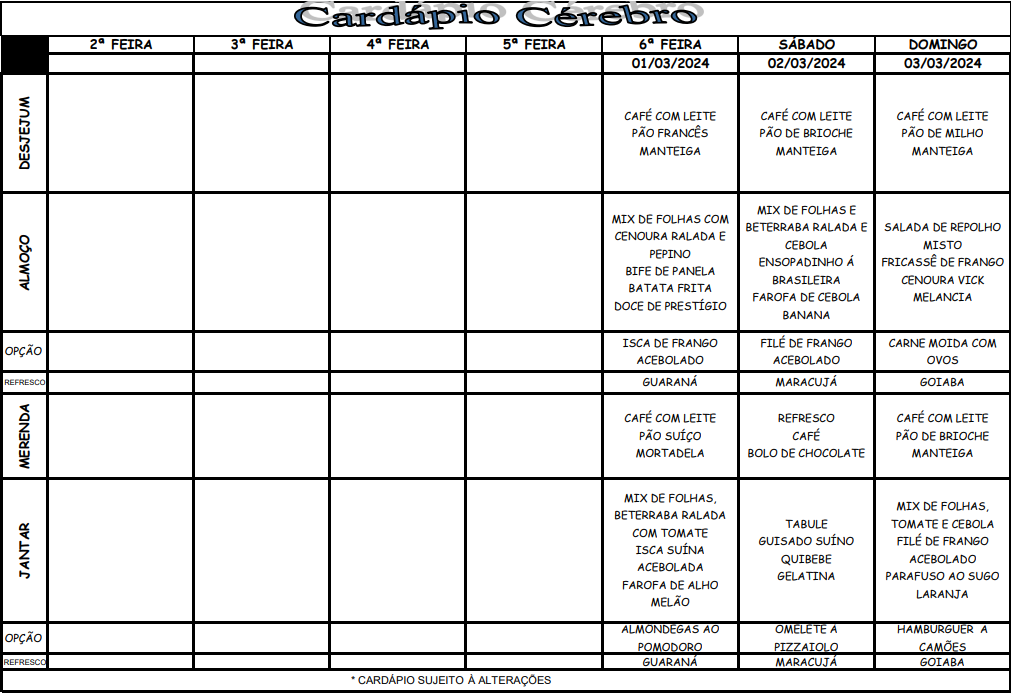 Cardápio Cérebro
2ª FEIRA 3ª FEIRA 4ª FEIRA 5ª FEIRA 6ª FEIRA SÁBADO DOMINGO
01/03/2024 02/03/2024 03/03/2024
DESJEJUM
CAFÉ COM LEITE
PÃO FRANCÊS
MANTEIGA
CAFÉ COM LEITE
PÃO DE BRIOCHE
MANTEIGA
CAFÉ COM LEITE
PÃO DE MILHO
MANTEIGA
ALMOÇO
MIX DE FOLHAS COM
CENOURA RALADA E
PEPINO
BIFE DE PANELA
BATATA FRITA
DOCE DE PRESTÍGIO
MIX DE FOLHAS E
BETERRABA RALADA E
CEBOLA
ENSOPADINHO Á
BRASILEIRA
FAROFA DE CEBOLA
BANANA
SALADA DE REPOLHO
MISTO
FRICASSÊ DE FRANGO
CENOURA VICK
MELANCIA
OPÇÃO
ISCA DE FRANGO
ACEBOLADO
FILÉ DE FRANGO
ACEBOLADO
CARNE MOIDA COM
OVOS
REFRESCO GUARANÁ MARACUJÁ GOIABA
MERENDA
CAFÉ COM LEITE
PÃO SUÍÇO
MORTADELA
REFRESCO
CAFÉ
BOLO DE CHOCOLATE
CAFÉ COM LEITE
PÃO DE BRIOCHE
MANTEIGA
JANTAR
MIX DE FOLHAS,
BETERRABA RALADA
COM TOMATE
ISCA SUÍNA
ACEBOLADA
FAROFA DE ALHO
MELÃO
TABULE
GUISADO SUÍNO
QUIBEBE
GELATINA
MIX DE FOLHAS,
TOMATE E CEBOLA
FILÉ DE FRANGO
ACEBOLADO
PARAFUSO AO SUGO
LARANJA
OPÇÃO
ALMÔNDEGAS AO
POMODORO
OMELETE A
PIZZAIOLO
HAMBÚRGUER A
CAMÕES
REFRESCO GUARANÁ MARACUJÁ GOIABA
* CARDÁPIO SUJEITO À ALTERAÇÕES